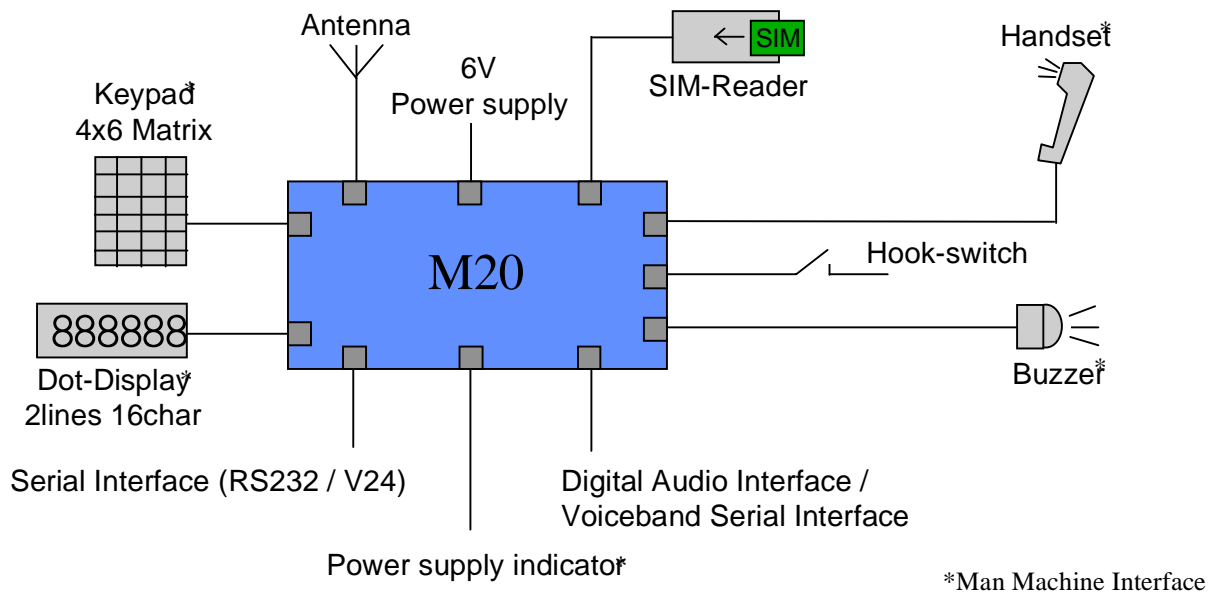 Antenna
SIM
SIM-Reader
Handset*
6V
Power supply
Keypad*
4x6 Matrix
M20
Hook-switch
888888
Dot-Display*
2lines 16char
Buzzer*
Serial Interface (RS232 / V24)
Digital Audio Interface /
Voiceband Serial Interface
Power supply indicator*
*Man Machine Interface